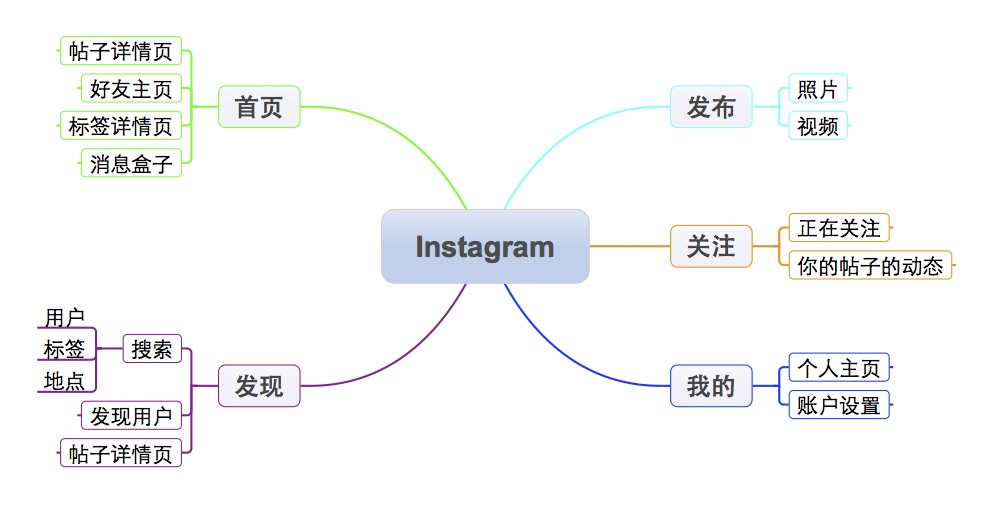 Instagram
首页
帖子详情页
好友主页
标签详情页
消息盒子
发现
搜索
用户
标签
地点
发现用户
帖子详情页
发布
照片
视频
关注
正在关注
你的帖子的动态
我的
个人主页
账户设置